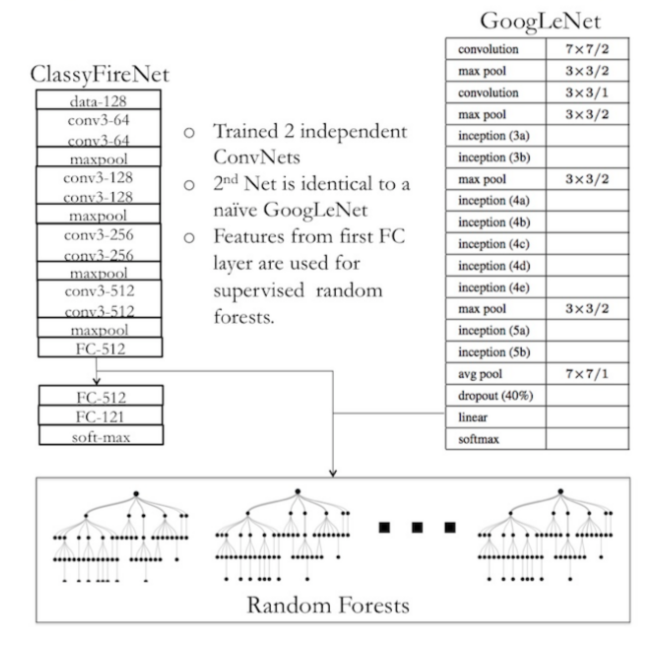 GoogLeNet
convolution 7×7/2
max pool 3×3/2
convolution 3×3/1
max pool 3×3/2
inception (3a)
inception (3b)
max pool 3×3/2
inception (4a)
inception (4b)
inception (4c)
inception (4d)
inception (4e)
max pool 3×3/2
inception (5a)
inception (5b)
avg pool 7×7/1
dropout (40%)
linear
softmax
ClassyFireNet
data-128
conv3-64
conv3-64
maxpool
conv3-128
conv3-128
maxpool
conv3-256
conv3-256
maxpool
conv3-512
conv3-512
maxpool
FC-512
FC-512
FC-121
soft-max
○ Trained 2 independent
ConvNets
○ 2nd Net is identical to a
naïve GoogLeNet
○ Features from first FC
layer are used for
supervised random
forests.
Random Forests